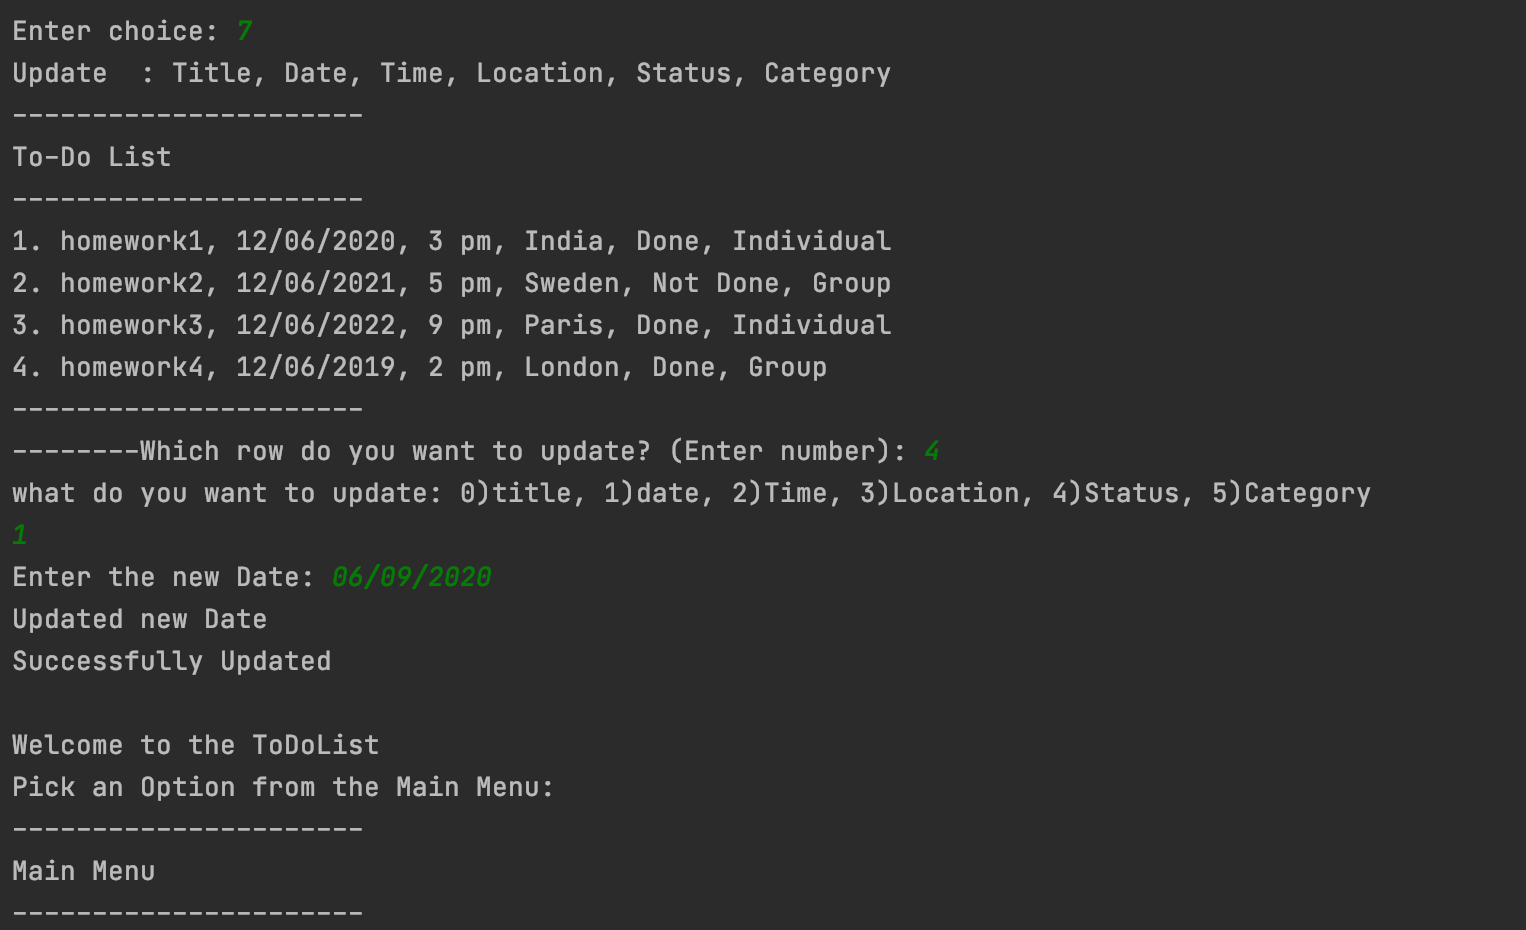 Enter choice: 7
Update  : Title, Date, Time, Location, Status, Category
----------------------
To-Do List
----------------------
1. homework1, 12/06/2020, 3 pm, India, Done, Individual
2. homework2, 12/06/2021, 5 pm, Sweden, Not Done, Group
3. homework3, 12/06/2022, 9 pm, Paris, Done, Individual
4. homework4, 12/06/2019, 2 pm, London, Done, Group
----------------------
--------Which row do you want to update? (Enter number): 4
what do you want to update: 0)title, 1)date, 2)Time, 3)Location, 4)Status, 5)Category
1
Enter the new Date: 06/09/2020
Updated new Date
Successfully Updated

Welcome to the ToDoList
Pick an Option from the Main Menu:
----------------------
Main Menu
----------------------